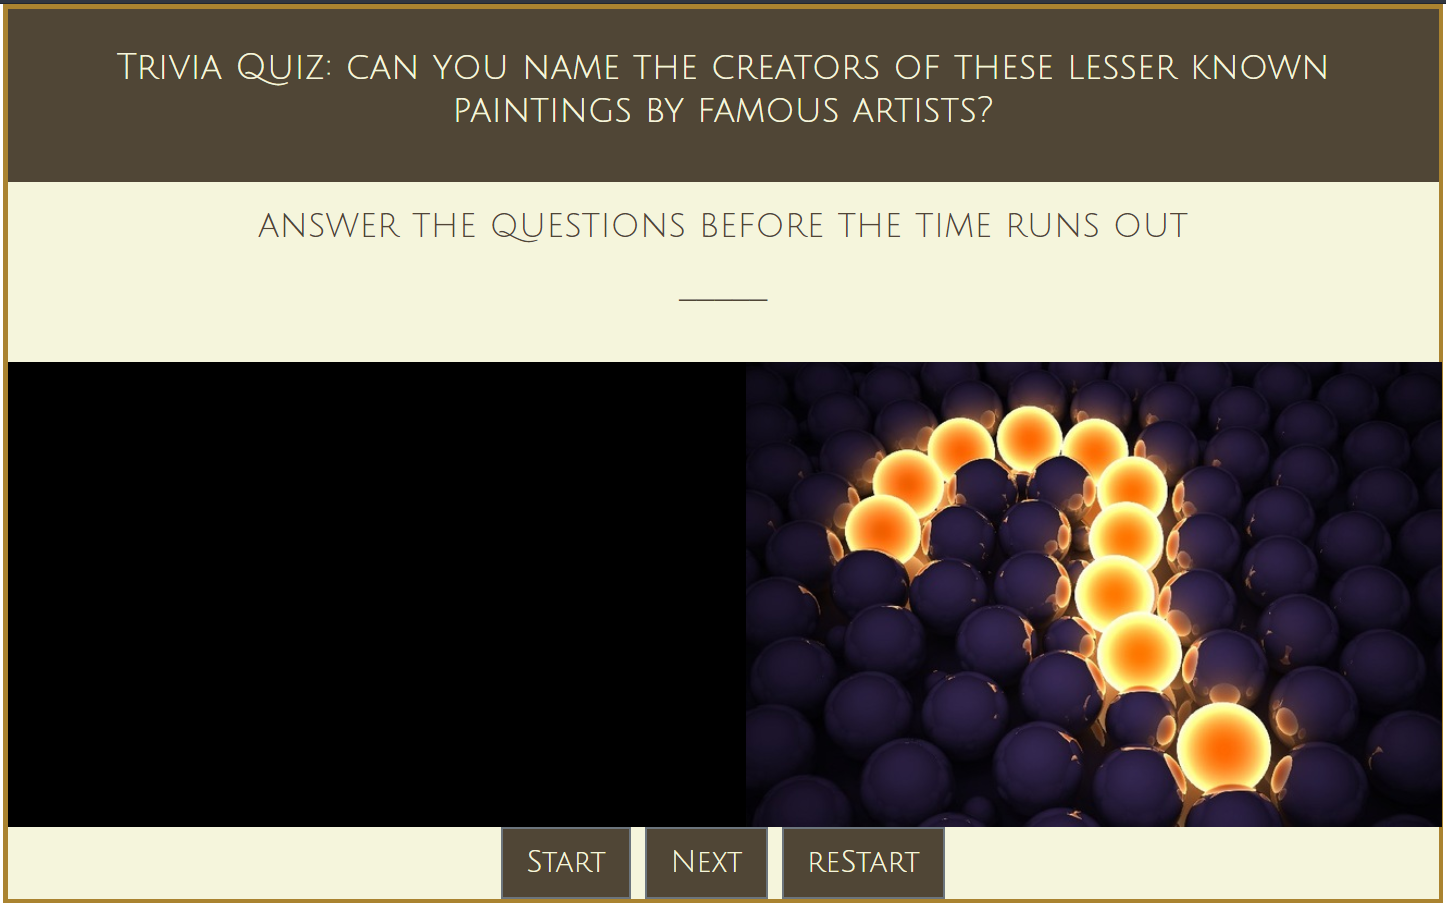 Trivia Quiz: can you name the creators of these lesser known
paintings by famous artists?
answer the questions before the time runs out
Start Next reStart